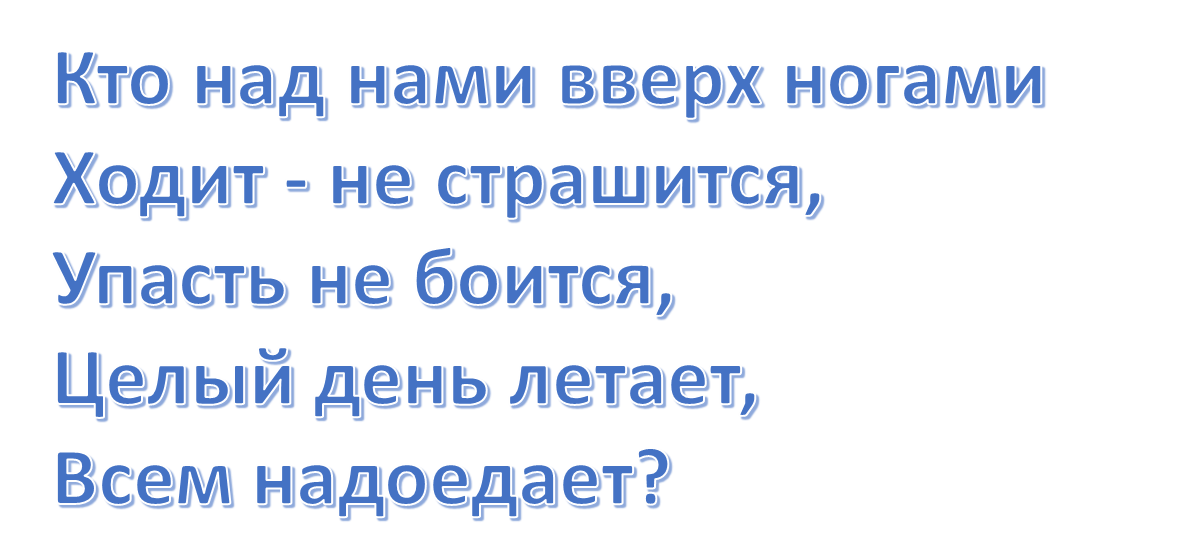 Кто над нами вверх ногами
Ходит - не страшится,
Упасть не боится,
Целый день летает,
Всем надоедает?